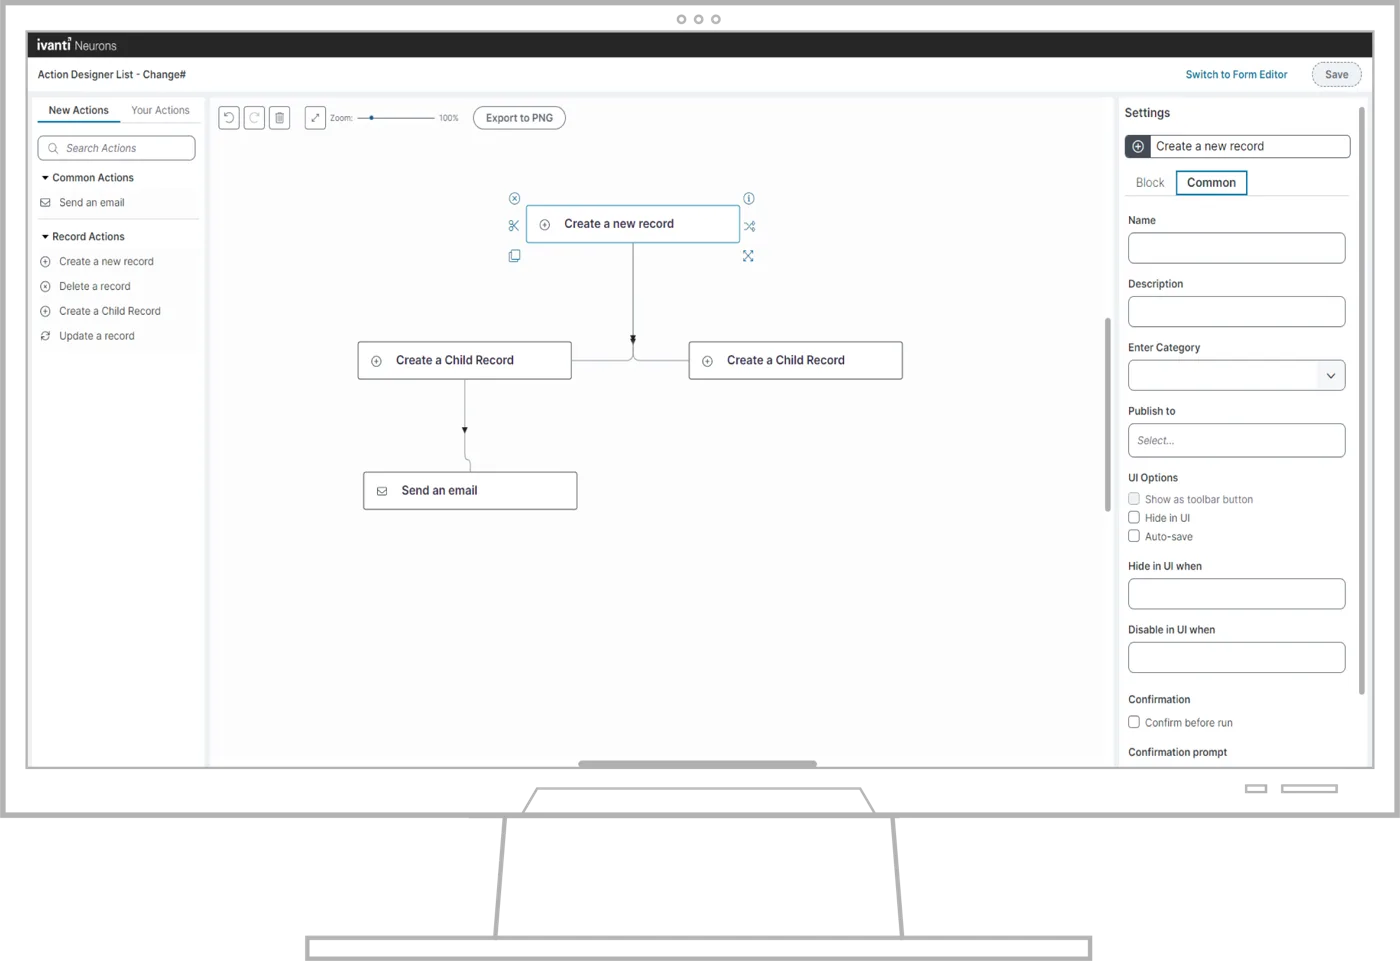 ivanti Neurons
Action Designer List - Change#
Switch to Form Editor
Save
New Actions
Your Actions
Search Actions
Common Actions
Send an email
Record Actions
Create a new record
Delete a record
Create a Child Record
Update a record
Zoom:
100%
Export to PNG
Create a new record
Create a Child Record
Create a Child Record
Send an email
Settings
Create a new record
Block
Common
Name
Description
Enter Category
Publish to
Select...
UI Options
Show as toolbar button
Hide in UI
Auto-save
Hide in UI when
Disable in UI when
Confirmation
Confirm before run
Confirmation prompt